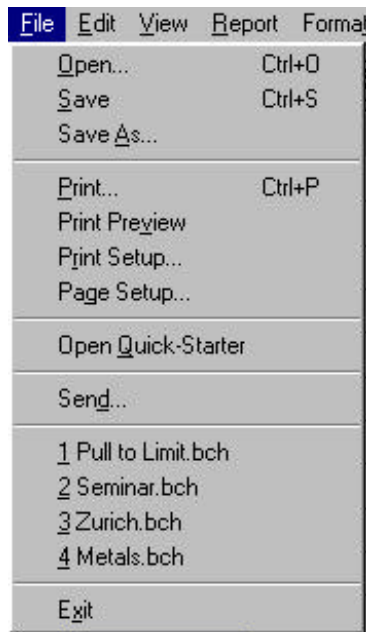 File Edit View Report Format
Open... Ctrl+O
Save Ctrl+S
Save As...
Print... Ctrl+P
Print Preview
Print Setup...
Page Setup...
Open Quick-Starter
Send...
1 Pull to Limit.bch
2 Seminar.bch
3 Zurich.bch
4 Metals.bch
Exit